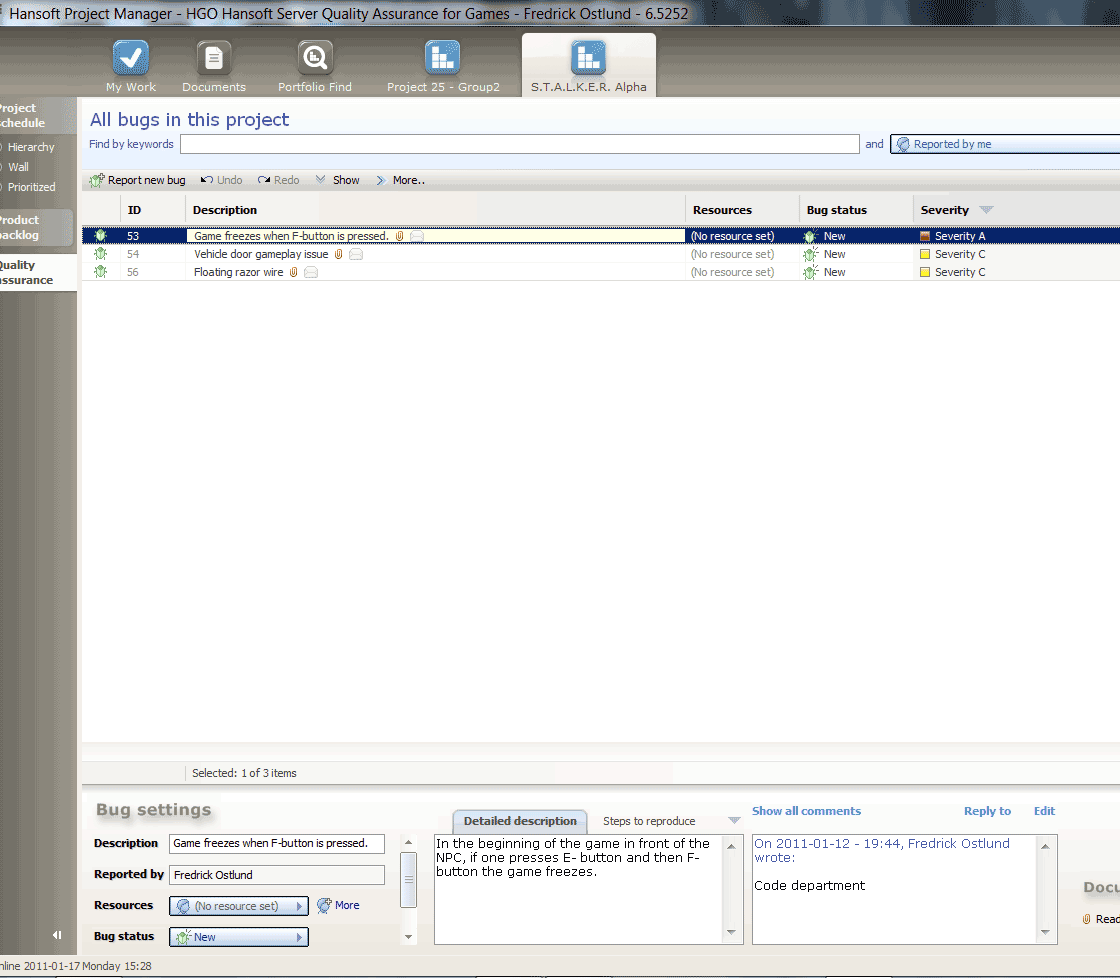 Hansoft Project Manager - HGO Hansoft Server Quality Assurance for Games - Fredrick Ostlund - 6.5252
My Work Documents Portfolio Find Project 25 - Group2 S.T.A.L.K.E.R. Alpha
Project
schedule
Hierarchy
Wall
Prioritized
Product
backlog
Quality
assurance
All bugs in this project
Find by keywords and Reported by me
Report new bug Undo Redo Show More..
ID Description Resources Bug status Severity
53 Game freezes when F-button is pressed. (No resource set) New Severity A
54 Vehicle door gameplay issue (No resource set) New Severity C
56 Floating razor wire (No resource set) New Severity C
Selected: 1 of 3 items
Bug settings
Description Game freezes when F-button is pressed.
Reported by Fredrick Ostlund
Resources (No resource set) More
Bug status New
Detailed description Steps to reproduce
In the beginning of the game in front of the
NPC, if one presses E- button and then F-
button the game freezes.
Show all comments Reply to Edit
On 2011-01-12 - 19:44, Fredrick Ostlund
wrote:
Code department
Docu
Read
nline 2011-01-17 Monday 15:28